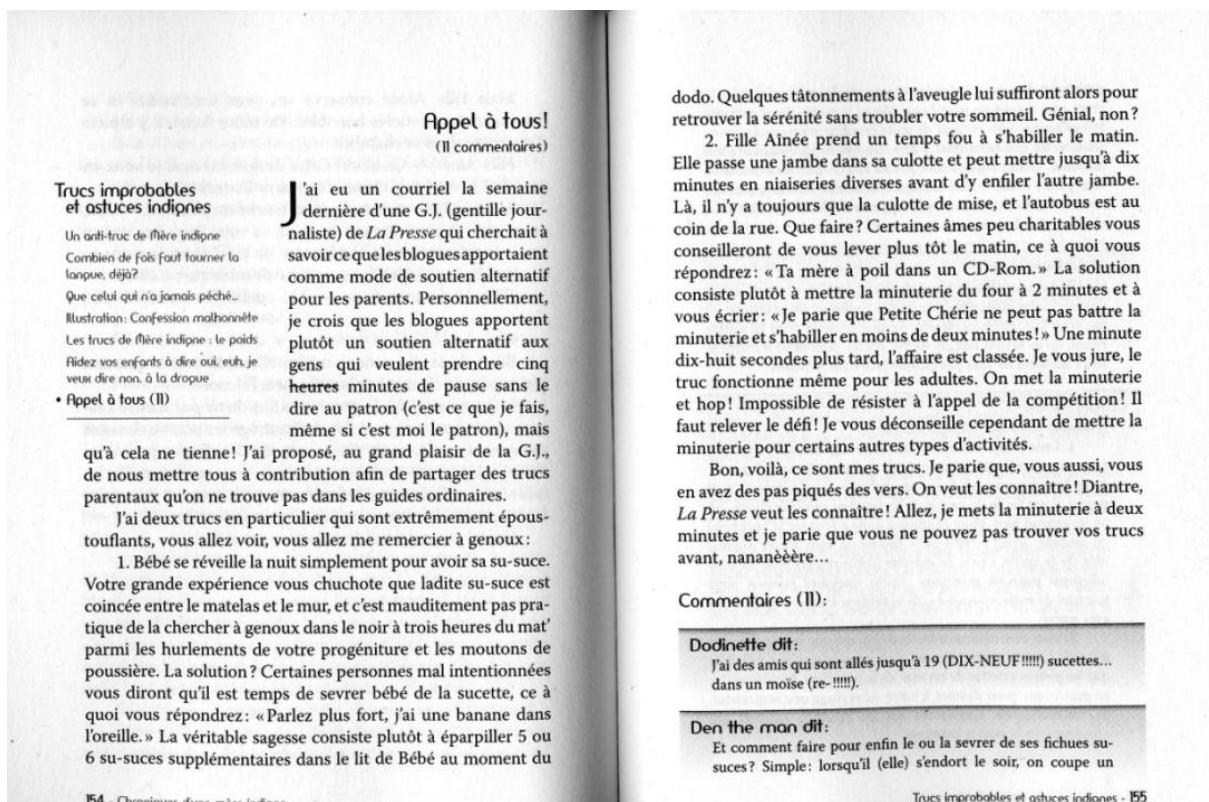 Appel à tous!
(11 commentaires)
Trucs improbables
et astuces indignes
Un anti-truc de Mère indigne
Combien de fois faut tourner la
langue, déjà?
Que celui qui n'a jamais péché...
Illustration: Confession malhonnête
Les trucs de Mère indigne : le poids
Aidez vos enfants à dire oui, euh, je
veux dire non, à la drogue
• Appel à tous (11)
J'ai eu un courriel la semaine
dernière d'une G.J. (gentille jour-
naliste) de La Presse qui cherchait à
savoir ce que les blogues apportaient
comme mode de soutien alternatif
pour les parents. Personnellement,
je crois que les blogues apportent
plutôt un soutien alternatif aux
gens qui veulent prendre cinq
heures minutes de pause sans le
dire au patron (c'est ce que je fais,
même si c'est moi le patron), mais
qu'à cela ne tienne! J'ai proposé, au grand plaisir de la G.J.,
de nous mettre tous à contribution afin de partager des trucs
parentaux qu'on ne trouve pas dans les guides ordinaires.
J'ai deux trucs en particulier qui sont extrêmement épous-
touflants, vous allez voir, vous allez me remercier à genoux:
1. Bébé se réveille la nuit simplement pour avoir sa su-suce.
Votre grande expérience vous chuchote que ladite su-suce est
coincée entre le matelas et le mur, et c'est mauditement pas pra-
tique de la chercher à genoux dans le noir à trois heures du mat'
parmi les hurlements de votre progéniture et les moutons de
poussière. La solution? Certaines personnes mal intentionnées
vous diront qu'il est temps de sevrer bébé de la sucette, ce à
quoi vous répondrez: «Parlez plus fort, j'ai une banane dans
l'oreille.» La véritable sagesse consiste plutôt à éparpiller 5 ou
6 su-suces supplémentaires dans le lit de Bébé au moment du
154 - Chroniques d'une mère indigne
dodo. Quelques tâtonnements à l'aveugle lui suffiront alors pour
retrouver la sérénité sans troubler votre sommeil. Génial, non?
2. Fille Aînée prend un temps fou à s'habiller le matin.
Elle passe une jambe dans sa culotte et peut mettre jusqu'à dix
minutes en niaiseries diverses avant d'y enfiler l'autre jambe.
Là, il n'y a toujours que la culotte de mise, et l'autobus est au
coin de la rue. Que faire? Certaines âmes peu charitables vous
conseilleront de vous lever plus tôt le matin, ce à quoi vous
répondrez: «Ta mère à poil dans un CD-Rom.» La solution
consiste plutôt à mettre la minuterie du four à 2 minutes et à
vous écrier: «Je parie que Petite Chérie ne peut pas battre la
minuterie et s'habiller en moins de deux minutes!» Une minute
dix-huit secondes plus tard, l'affaire est classée. Je vous jure, le
truc fonctionne même pour les adultes. On met la minuterie
et hop! Impossible de résister à l'appel de la compétition! Il
faut relever le défi! Je vous déconseille cependant de mettre la
minuterie pour certains autres types d'activités.
Bon, voilà, ce sont mes trucs. Je parie que, vous aussi, vous
en avez des pas piqués des vers. On veut les connaître! Diantre,
La Presse veut les connaître! Allez, je mets la minuterie à deux
minutes et je parie que vous ne pouvez pas trouver vos trucs
avant, nananèèère...
Commentaires (11):
Dodinette dit:
J'ai des amis qui sont allés jusqu'à 19 (DIX-NEUF!!!!!) sucettes...
dans un moïse (re-!!!!!).
Den the man dit:
Et comment faire pour enfin le ou la sevrer de ses fichues su-
suces? Simple: lorsqu'il (elle) s'endort le soir, on coupe un
Trucs improbables et astuces indignes - 155